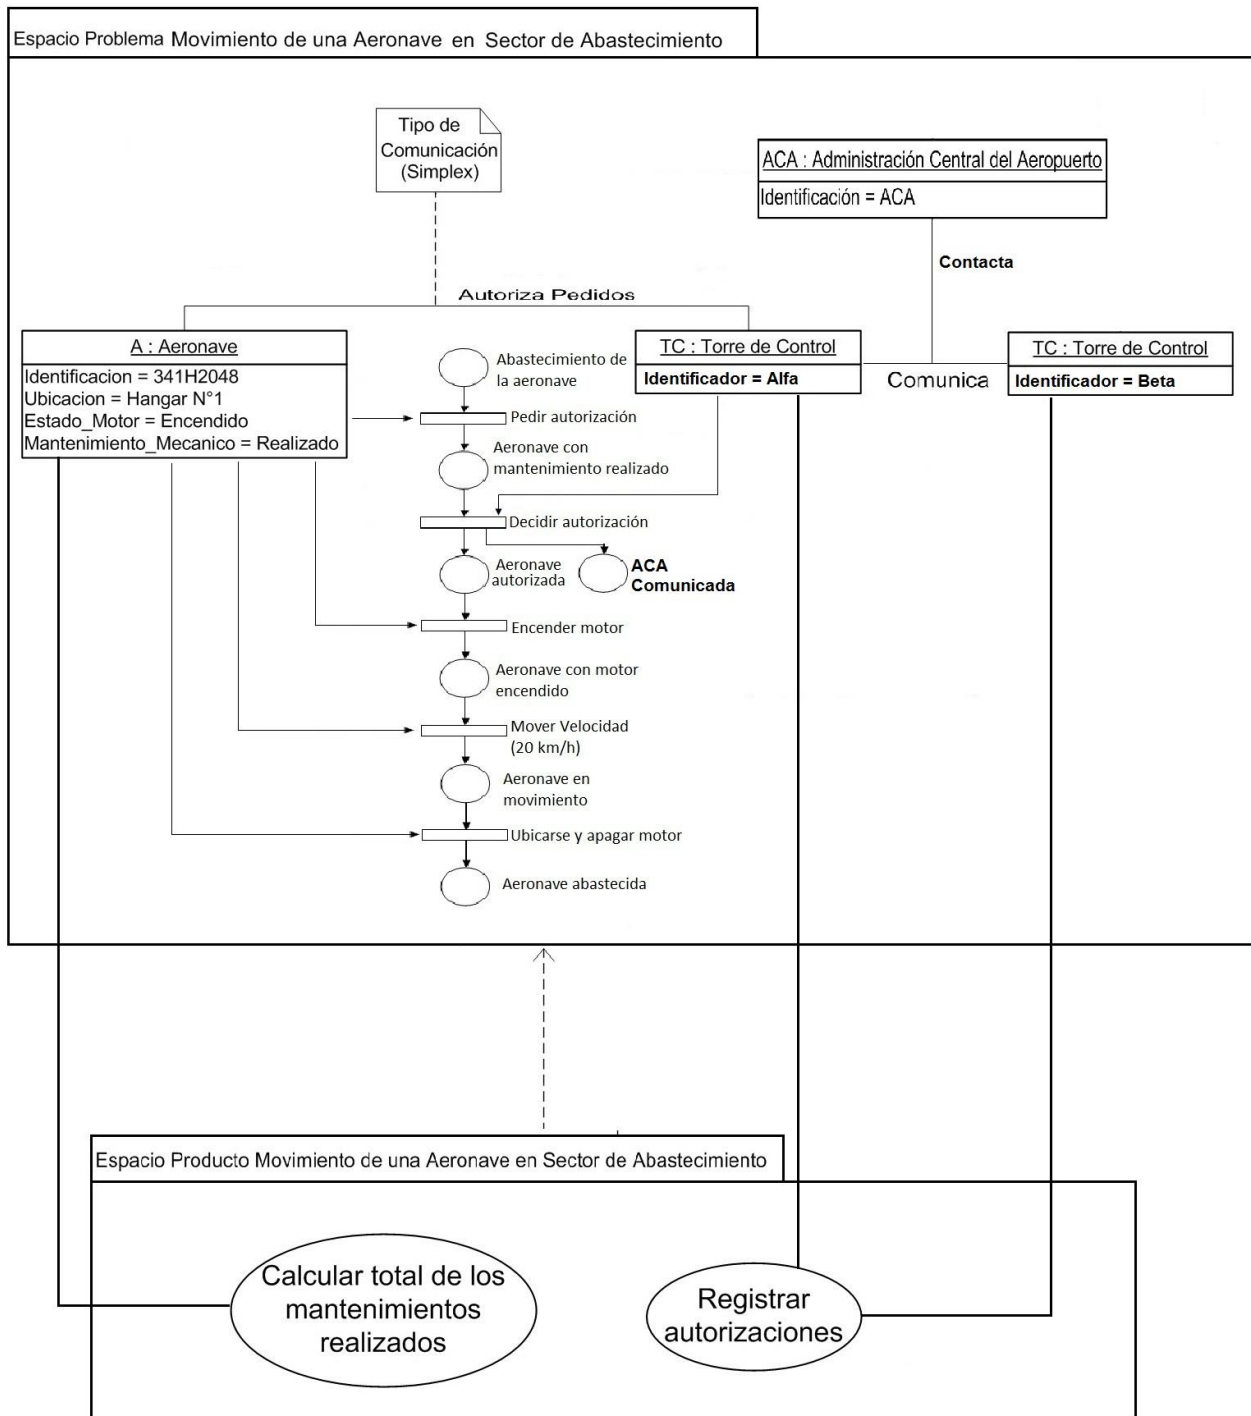 Espacio Problema Movimiento de una Aeronave en Sector de Abastecimiento
Tipo de
Comunicación
(Simplex)
ACA : Administración Central del Aeropuerto
Identificación = ACA
Contacta
Autoriza Pedidos
A : Aeronave
Identificacion = 341H2048
Ubicacion = Hangar N°1
Estado_Motor = Encendido
Mantenimiento_Mecanico = Realizado
Abastecimiento de
la aeronave
TC : Torre de Control
Identificador = Alfa
Comunica
TC : Torre de Control
Identificador = Beta
Pedir autorización
Aeronave con
mantenimiento realizado
Decidir autorización
Aeronave
autorizada
ACA
Comunicada
Encender motor
Aeronave con motor
encendido
Mover Velocidad
(20 km/h)
Aeronave en
movimiento
Ubicarse y apagar motor
Aeronave abastecida
Espacio Producto Movimiento de una Aeronave en Sector de Abastecimiento
Calcular total de los
mantenimientos
realizados
Registrar
autorizaciones